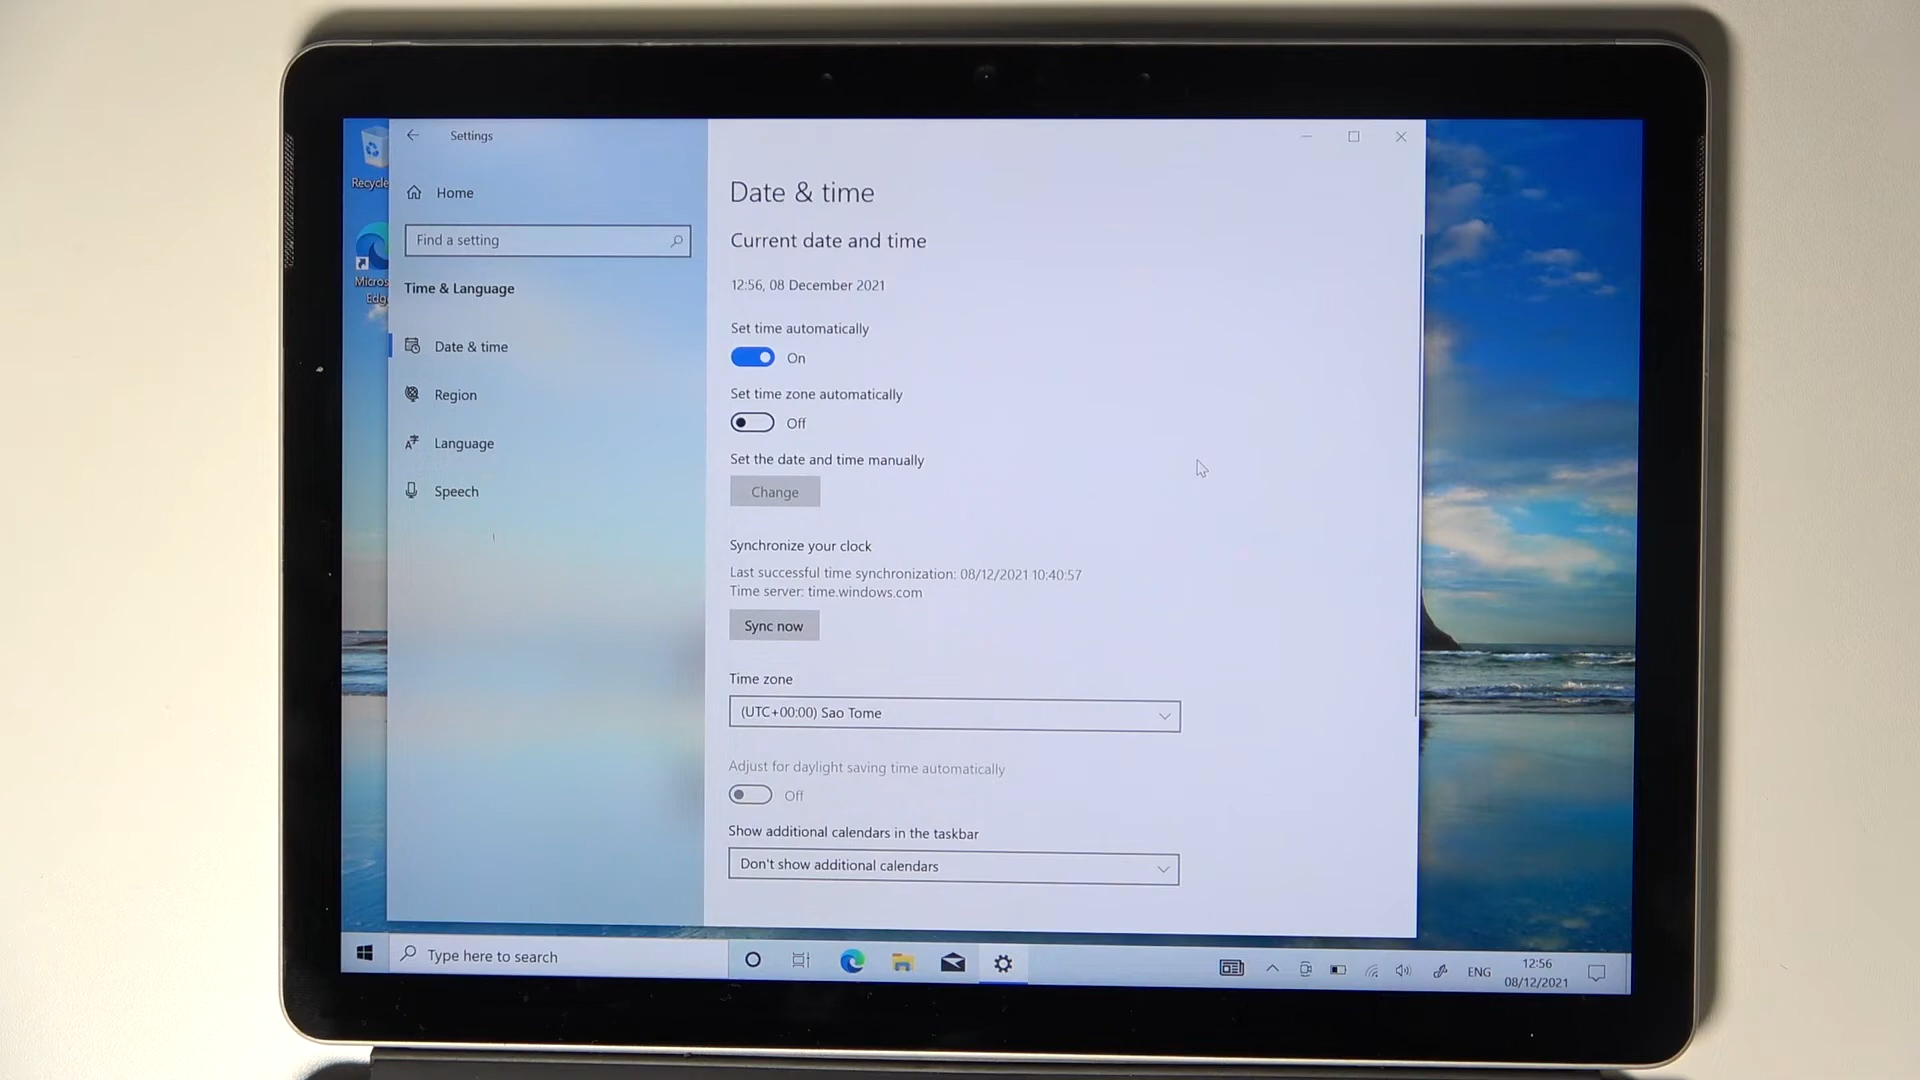 Recycle
Micros
Edg
Settings
Home
Find a setting
Time & Language
Date & time
Region
Language
Speech
Date & time
Current date and time
12:56, 08 December 2021
Set time automatically
On
Set time zone automatically
Off
Set the date and time manually
Change
Synchronize your clock
Last successful time synchronization: 08/12/2021 10:40:57
Time server: time.windows.com
Sync now
Time zone
(UTC+00:00) Sao Tome
Adjust for daylight saving time automatically
Off
Show additional calendars in the taskbar
Don't show additional calendars
Type here to search
ENG
12:56
08/12/2021